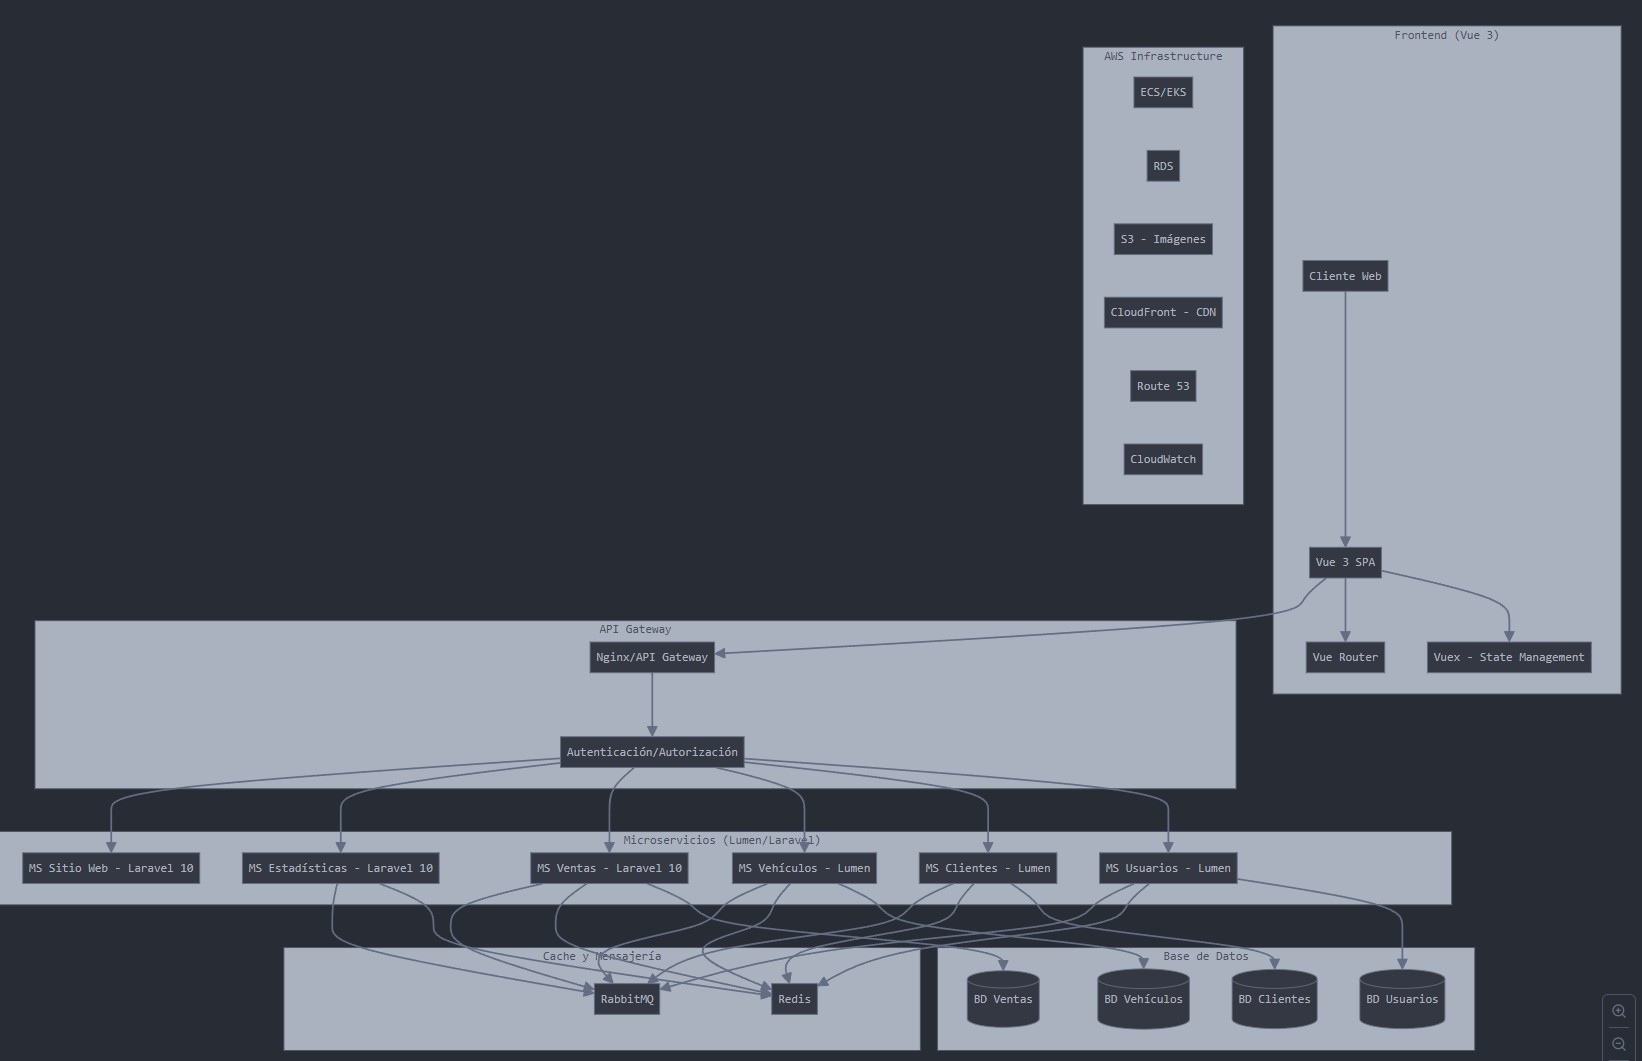 Frontend (Vue 3)
AWS Infrastructure
ECS/EKS
RDS
S3 - Imágenes
CloudFront - CDN
Route 53
CloudWatch
Cliente Web
Vue 3 SPA
Vue Router
Vuex - State Management
API Gateway
Nginx/API Gateway
Autenticación/Autorización
Microservicios (Lumen/Laravel)
MS Sitio Web - Laravel 10
MS Estadísticas - Laravel 10
MS Ventas - Laravel 10
MS Vehículos - Lumen
MS Clientes - Lumen
MS Usuarios - Lumen
Cache y Mensajería
RabbitMQ
Redis
Base de Datos
BD Ventas
BD Vehículos
BD Clientes
BD Usuarios